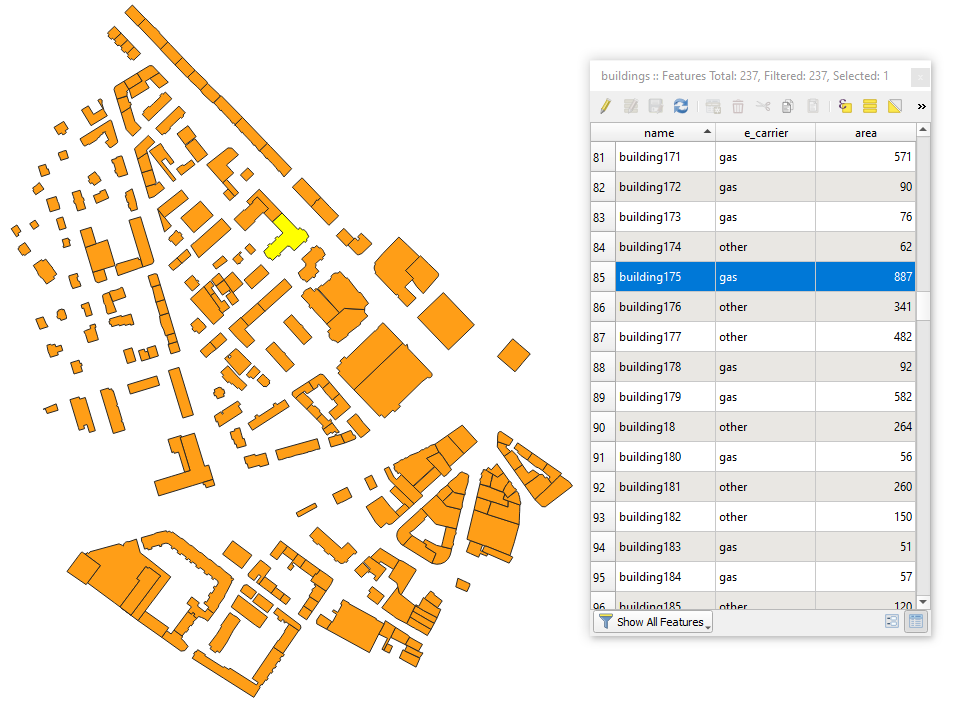 buildings :: Features Total: 237, Filtered: 237, Selected: 1
name e_carrier area
81 building171 gas 571
82 building172 gas 90
83 building173 gas 76
84 building174 other 62
85 building175 gas 887
86 building176 other 341
87 building177 other 482
88 building178 gas 92
89 building179 gas 582
90 building18 other 264
91 building180 gas 56
92 building181 other 260
93 building182 other 150
94 building183 gas 51
95 building184 gas 57
96 building185 other 120
Show All Features